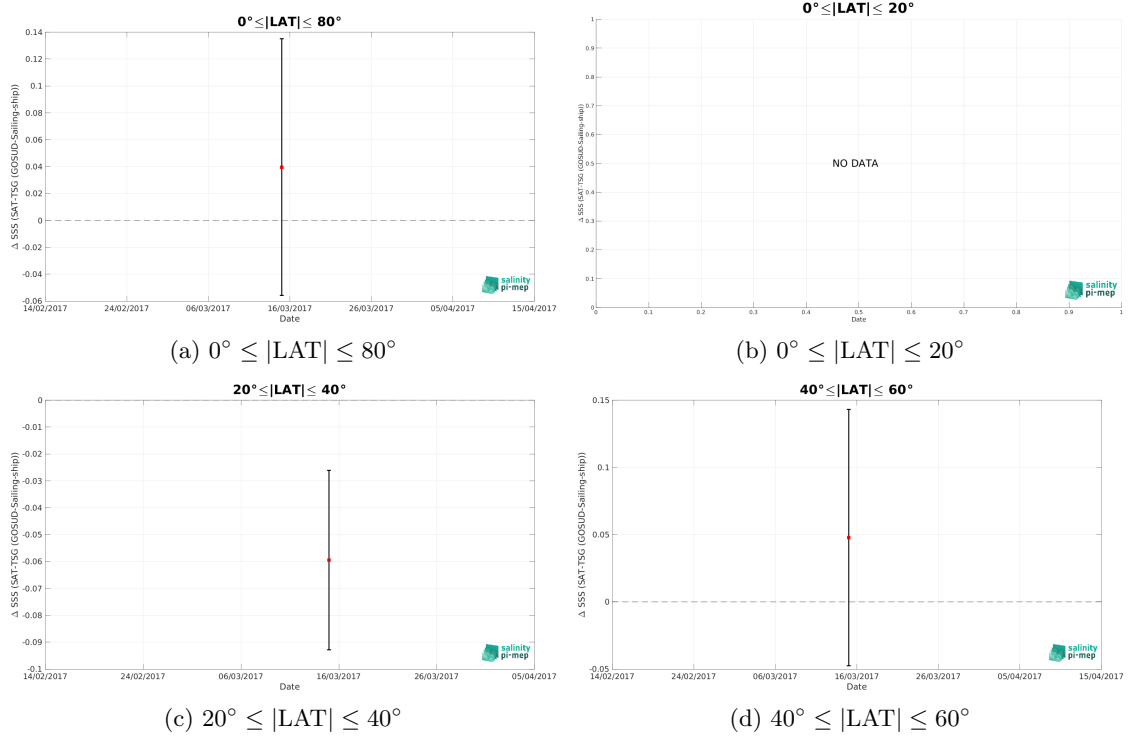 0°≤|LAT|≤ 80°
0.14
0.12
0.1
0.08
0.06
0.04
0.02
0
-0.02
-0.04
-0.06
Δ SSS (SAT-TSG (GOSUD-Sailing-ship))
14/02/2017 24/02/2017 06/03/2017 16/03/2017 26/03/2017 05/04/2017 15/04/2017
Date
salinity
pi-mep
(a) 0° ≤ |LAT| ≤ 80°
0°≤|LAT|≤ 20°
1
0.9
0.8
0.7
0.6
0.5
0.4
0.3
0.2
0.1
0
Δ SSS (SAT-TSG (GOSUD-Sailing-ship))
NO DATA
0 0.1 0.2 0.3 0.4 0.5 0.6 0.7 0.8 0.9 1
Date
salinity
pi-mep
(b) 0° ≤ |LAT| ≤ 20°
20°≤|LAT|≤ 40°
0
-0.01
-0.02
-0.03
-0.04
-0.05
-0.06
-0.07
-0.08
-0.09
-0.1
Δ SSS (SAT-TSG (GOSUD-Sailing-ship))
14/02/2017 24/02/2017 06/03/2017 16/03/2017 26/03/2017 05/04/2017
Date
salinity
pi-mep
(c) 20° ≤ |LAT| ≤ 40°
40°≤|LAT|≤ 60°
0.15
0.1
0.05
0
-0.05
Δ SSS (SAT-TSG (GOSUD-Sailing-ship))
14/02/2017 24/02/2017 06/03/2017 16/03/2017 26/03/2017 05/04/2017 15/04/2017
Date
salinity
pi-mep
(d) 40° ≤ |LAT| ≤ 60°